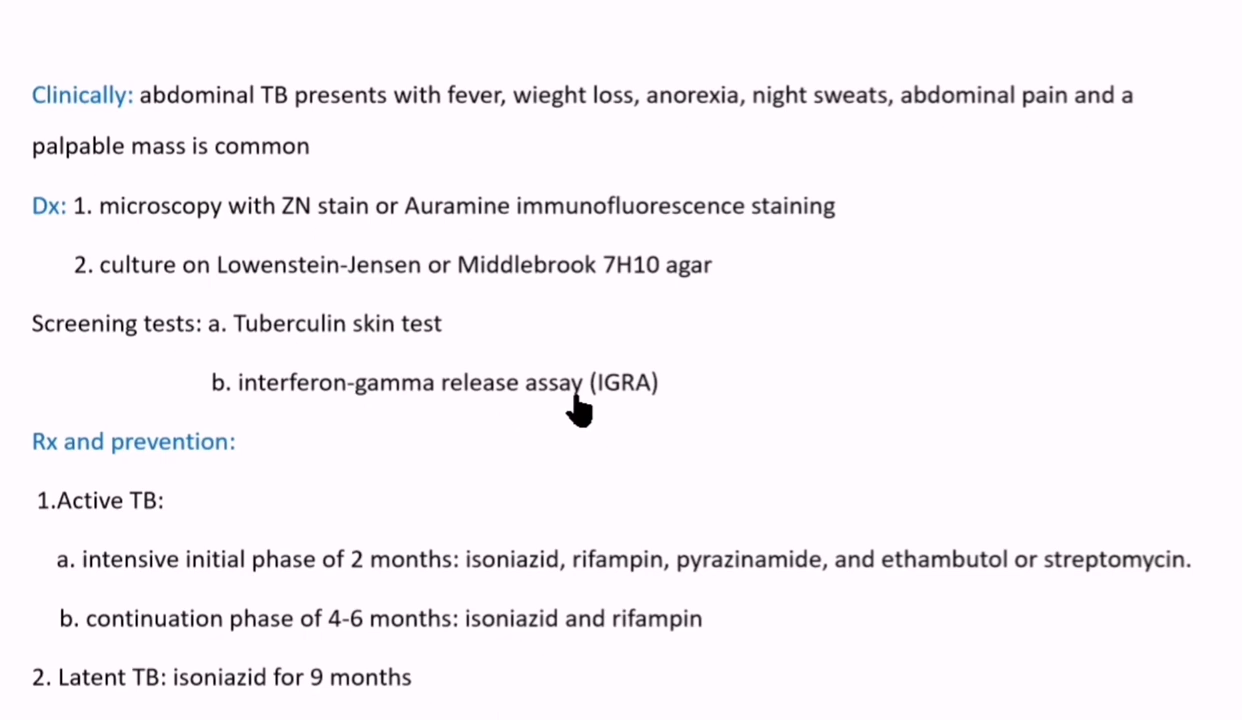 Clinically: abdominal TB presents with fever, wieght loss, anorexia, night sweats, abdominal pain and a
palpable mass is common
Dx: 1. microscopy with ZN stain or Auramine immunofluorescence staining
2. culture on Lowenstein-Jensen or Middlebrook 7H10 agar
Screening tests: a. Tuberculin skin test
b. interferon-gamma release assay (IGRA)
Rx and prevention:
1.Active TB:
a. intensive initial phase of 2 months: isoniazid, rifampin, pyrazinamide, and ethambutol or streptomycin.
b. continuation phase of 4-6 months: isoniazid and rifampin
2. Latent TB: isoniazid for 9 months